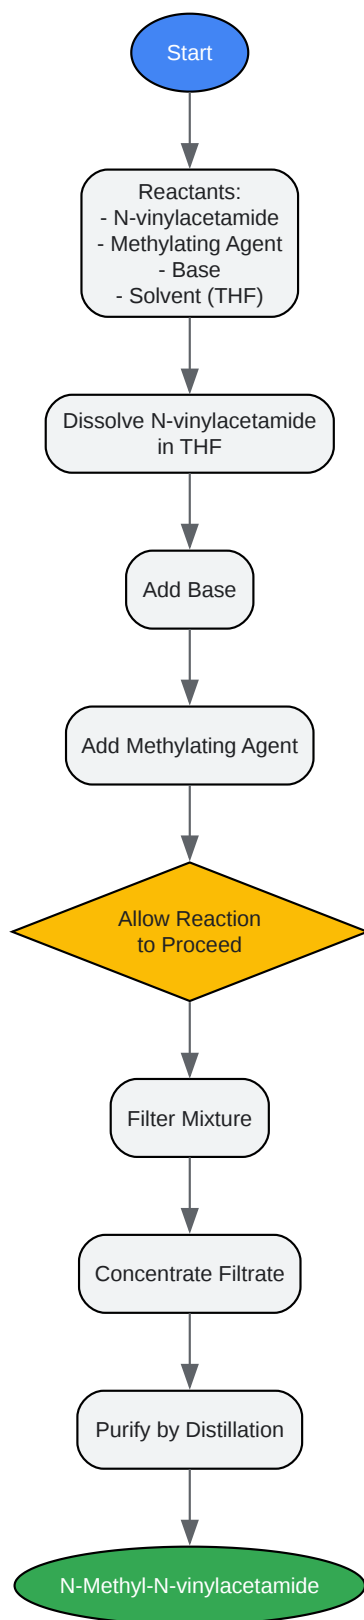 Start
Reactants:
- N-vinylacetamide
- Methylating Agent
- Base
- Solvent (THF)
Dissolve N-vinylacetamide
in THF
Add Base
Add Methylating Agent
Allow Reaction
to Proceed
Filter Mixture
Concentrate Filtrate
Purify by Distillation
N-Methyl-N-vinylacetamide